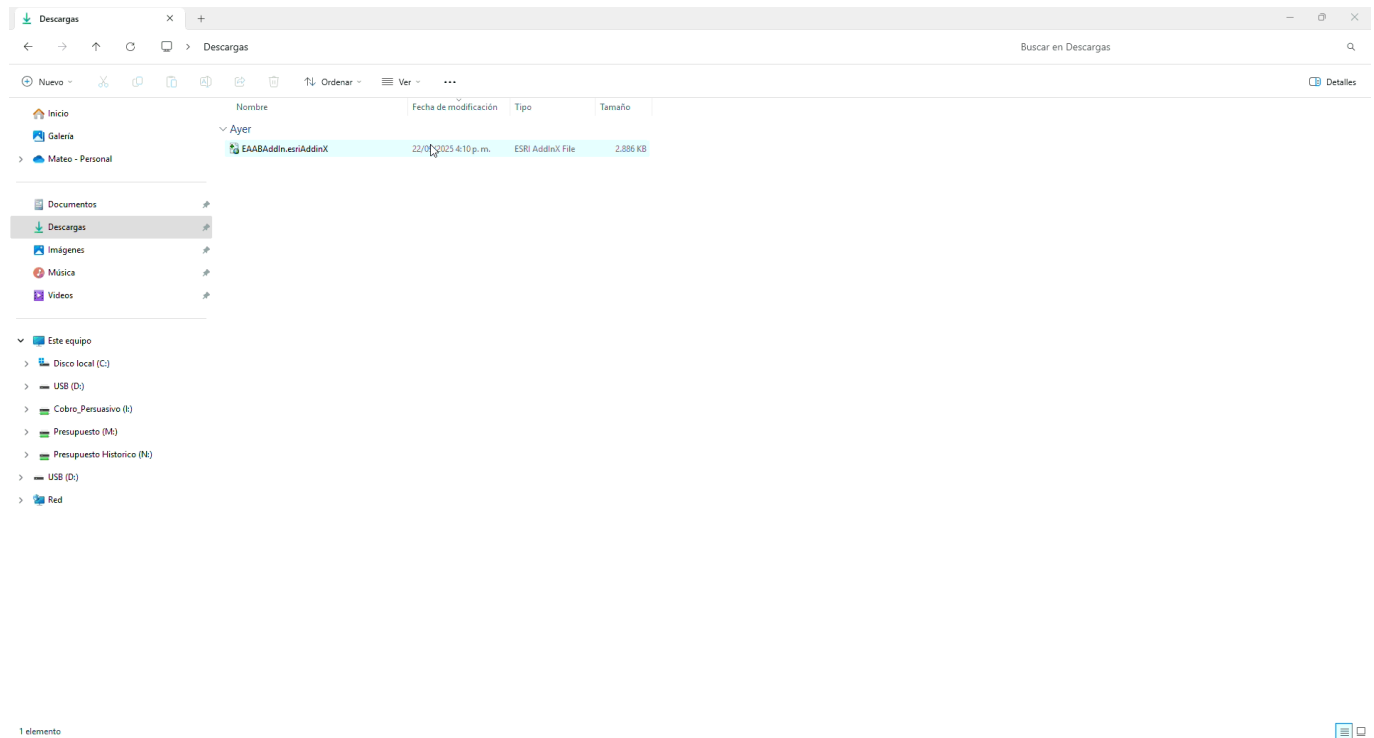 Descargas
Descargas
Buscar en Descargas
Nuevo
Ordenar
Ver
Detalles
Inicio
Galería
Mateo - Personal
Documentos
Descargas
Imágenes
Música
Videos
Este equipo
Disco local (C:)
USB (D:)
Cobro_Persuasivo (I:)
Presupuesto (M:)
Presupuesto Historico (N:)
USB (D:)
Red
Nombre Fecha de modificación Tipo Tamaño
Ayer
EAABAddIn.esriAddinX 4:10 p. m. ESRI AddInX File 2.886 KB
1 elemento